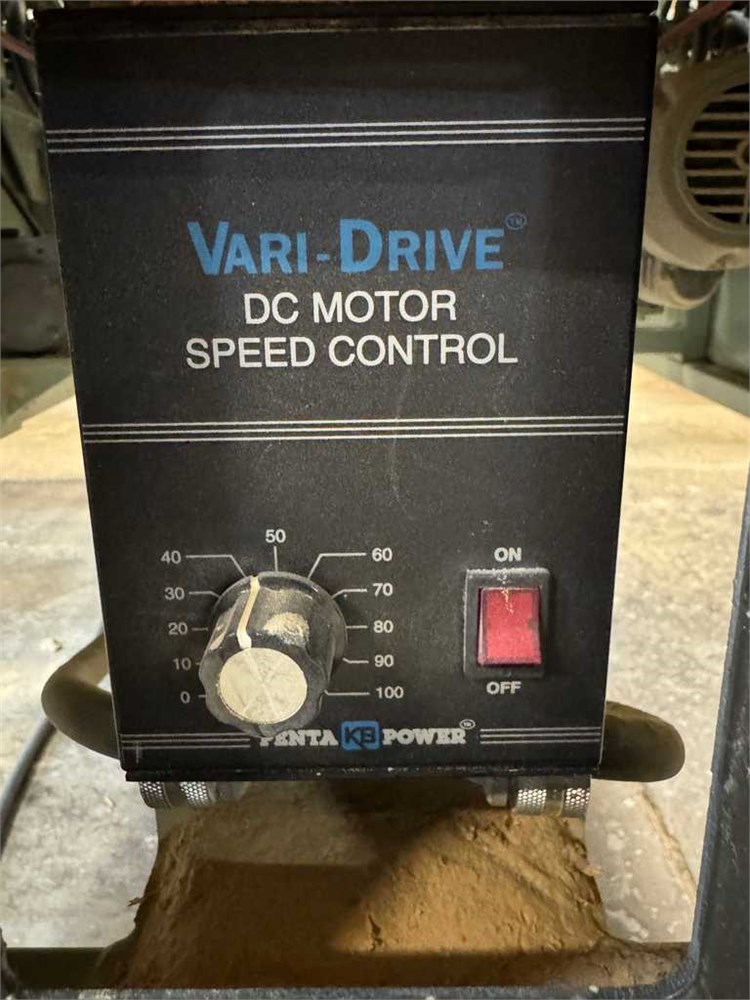 VARI-DRIVE™
DC MOTOR
SPEED CONTROL
50
40
60
30
70
20
80
10
90
0
100
ON
OFF
PENTA KB POWER™